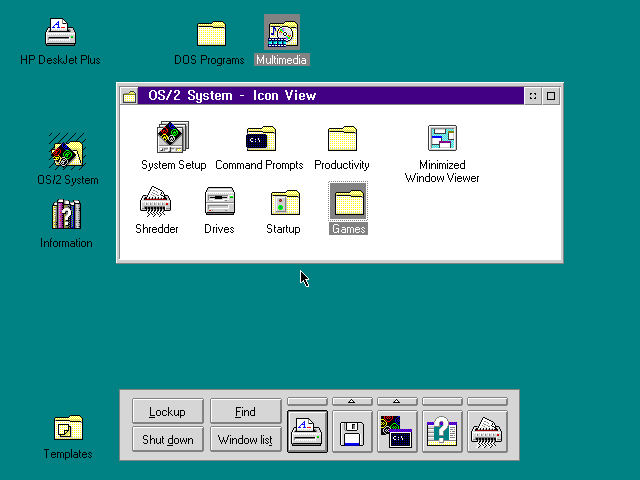 HP DeskJet Plus
DOS Programs
Multimedia
OS/2 System - Icon View
System Setup
Command Prompts
Productivity
Minimized
Window Viewer
OS/2 System
Shredder
Drives
Startup
Games
Information
Lockup
Find
Shut down
Window list
Templates
C:\
C:\